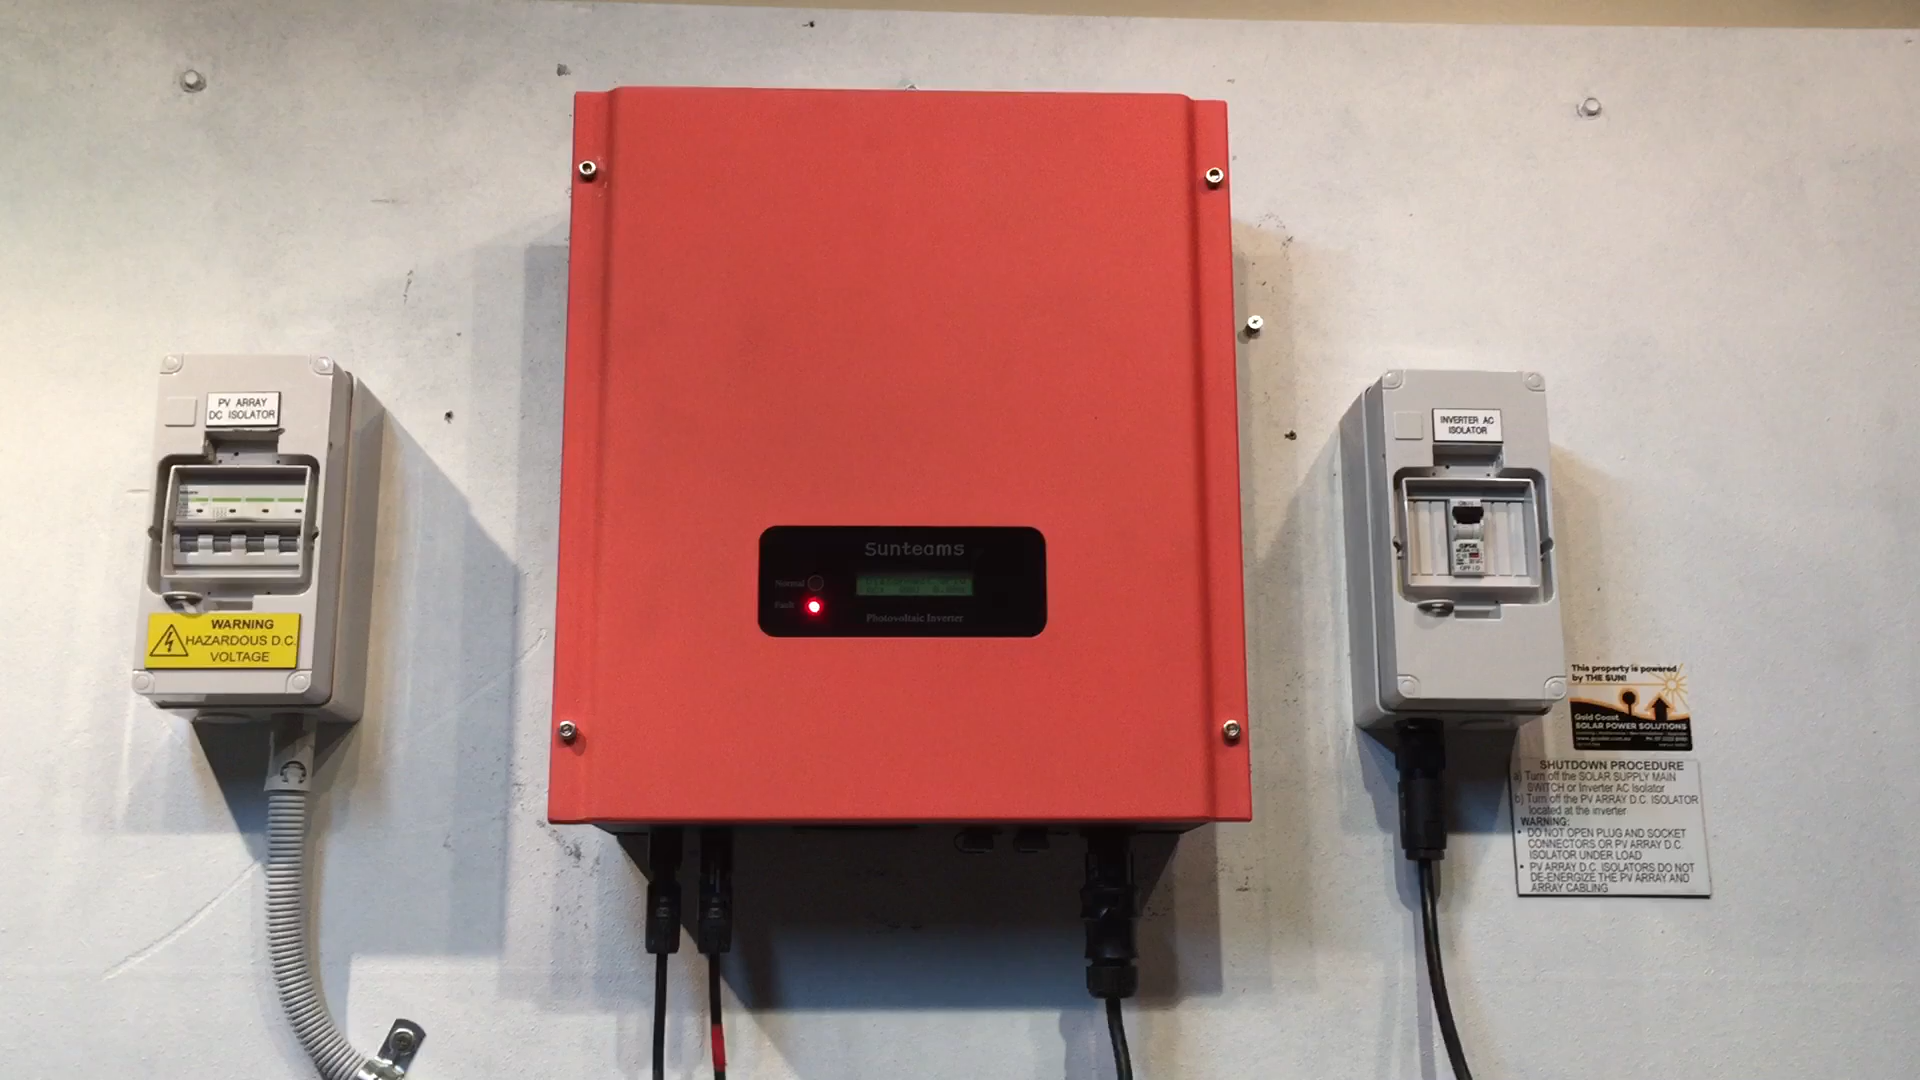 PV ARRAY
DC ISOLATOR
WARNING
HAZARDOUS D.C.
VOLTAGE
Sunteams
Normal
Fault
Photovoltaic Inverter
INVERTER AC
ISOLATOR
OFF
This property is powered
by THE SUN!
Gold Coast
SOLAR POWER SOLUTIONS
SHUTDOWN PROCEDURE
a) Turn off the SOLAR SUPPLY MAIN
SWITCH or Inverter AC Isolator
b) Turn off the PV ARRAY D.C. ISOLATOR
located at the inverter
WARNING:
• DO NOT OPEN PLUG AND SOCKET
CONNECTORS OR PV ARRAY D.C.
ISOLATOR UNDER LOAD
• PV ARRAY D.C. ISOLATORS DO NOT
DE-ENERGIZE THE PV ARRAY AND
ARRAY CABLING